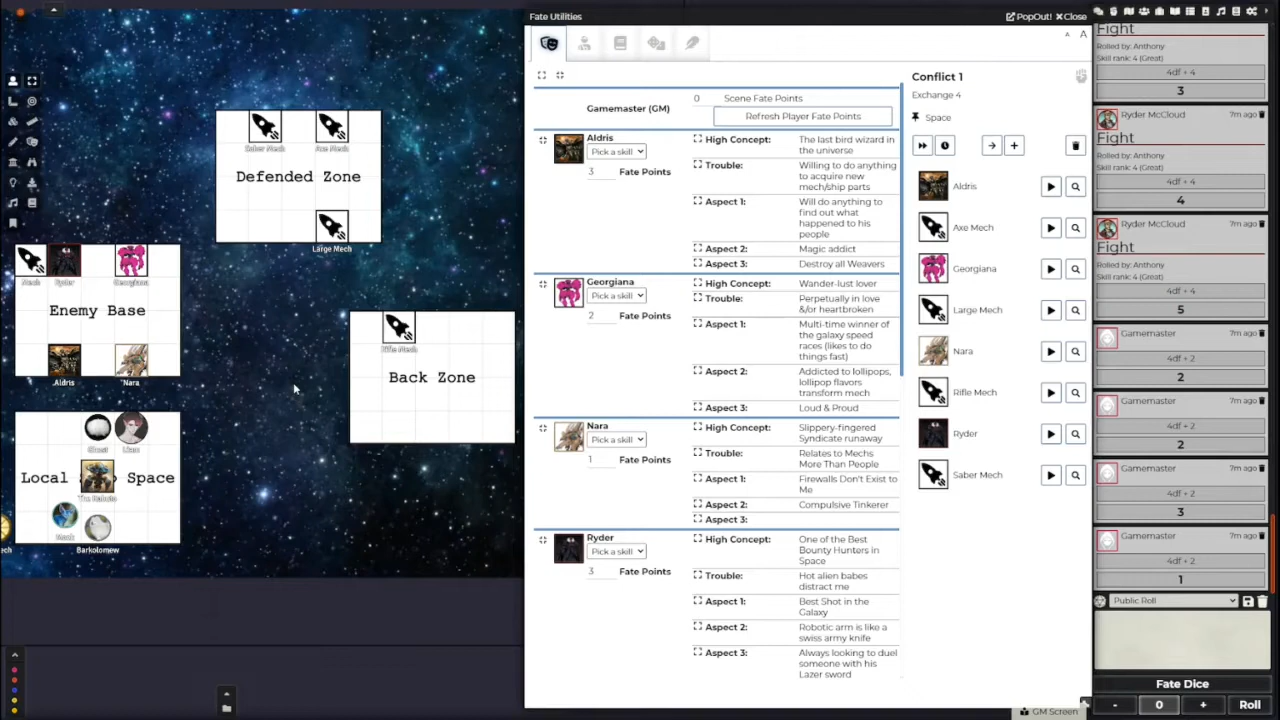 Saber Mech
Axe Mech
Defended Zone
Large Mech
Mech
Ryder
Georgiana
Enemy Base
Aldris
Nara
Rifle Mech
Back Zone
Ghost
Local
Space
Barkolomew
Fate Utilities
PopOut!
Close
A
A
Gamemaster (GM)
0
Scene Fate Points
Refresh Player Fate Points
Aldris
Pick a skill
3
Fate Points
High Concept:
The last bird wizard in
the universe
Trouble:
Willing to do anything
to acquire new
mech/ship parts
Aspect 1:
Will do anything to
find out what
happened to his
people
Aspect 2:
Magic addict
Aspect 3:
Destroy all Weavers
Georgiana
Pick a skill
2
Fate Points
High Concept:
Wander-lust lover
Trouble:
Perpetually in love
&/or heartbroken
Aspect 1:
Multi-time winner of
the galaxy speed
races (likes to do
things fast)
Aspect 2:
Addicted to lollipops,
lollipop flavors
transform mech
Aspect 3:
Loud & Proud
Nara
Pick a skill
1
Fate Points
High Concept:
Slippery-fingered
Syndicate runaway
Trouble:
Relates to Mechs
More Than People
Aspect 1:
Firewalls Don't Exist to
Me
Aspect 2:
Compulsive Tinkerer
Aspect 3:
Ryder
Pick a skill
3
Fate Points
High Concept:
One of the Best
Bounty Hunters in
Space
Trouble:
Hot alien babes
distract me
Aspect 1:
Best Shot in the
Galaxy
Aspect 2:
Robotic arm is like a
swiss army knife
Aspect 3:
Always looking to duel
someone with his
Lazer sword
Conflict 1
Exchange 4
Space
Aldris
Axe Mech
Georgiana
Large Mech
Nara
Rifle Mech
Ryder
Saber Mech
GM Screen
Fight
Rolled by: Anthony
Skill rank: 4 (Great)
4df + 4
3
Ryder McCloud
7m ago
Fight
Rolled by: Anthony
Skill rank: 4 (Great)
4df + 4
4
Ryder McCloud
7m ago
Fight
Rolled by: Anthony
Skill rank: 4 (Great)
4df + 4
5
Gamemaster
7m ago
4df + 2
2
Gamemaster
7m ago
4df + 2
2
Gamemaster
7m ago
4df + 2
3
Gamemaster
7m ago
4df + 2
1
Public Roll
Fate Dice
-
0
+
Roll